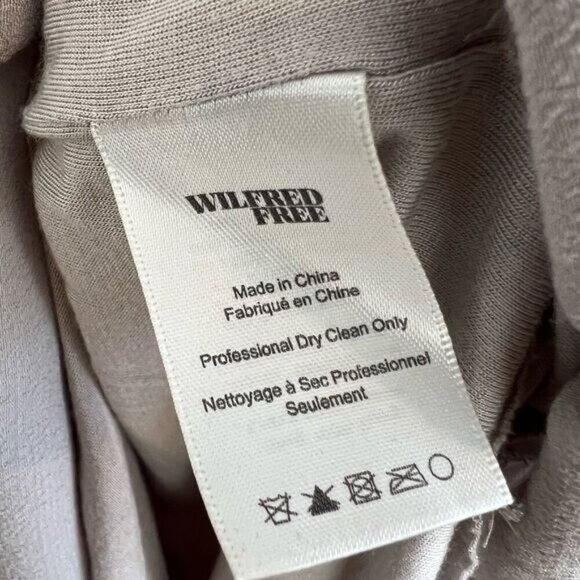 WILFRED
FREE
Made in China
Fabriqué en Chine
Professional Dry Clean Only
Nettoyage à Sec Professionnel
Seulement